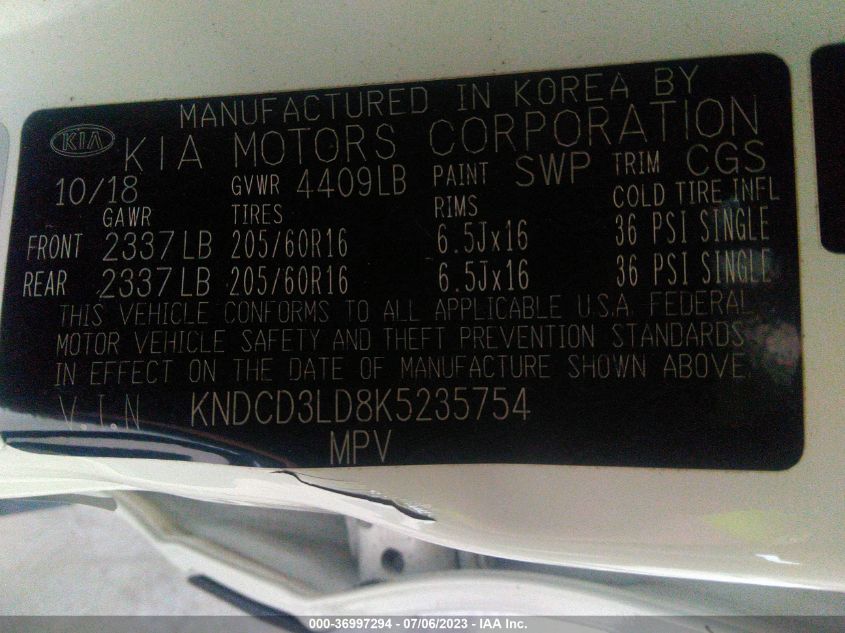 MANUFACTURED IN KOREA BY
KIA KIA MOTORS CORPORATION
10/18 GVWR 4409LB PAINT SWP TRIM CGS
GAWR TIRES RIMS COLD TIRE INFL
FRONT 2337LB 205/60R16 6.5Jx16 36 PSI SINGLE
REAR 2337LB 205/60R16 6.5Jx16 36 PSI SINGLE
THIS VEHICLE CONFORMS TO ALL APPLICABLE U.S.A. FEDERAL
MOTOR VEHICLE SAFETY AND THEFT PREVENTION STANDARDS
IN EFFECT ON THE DATE OF MANUFACTURE SHOWN ABOVE.
V.I.N KNDCD3LD8K5235754
MPV
000-36997294 - 07/06/2023 - IAA Inc.